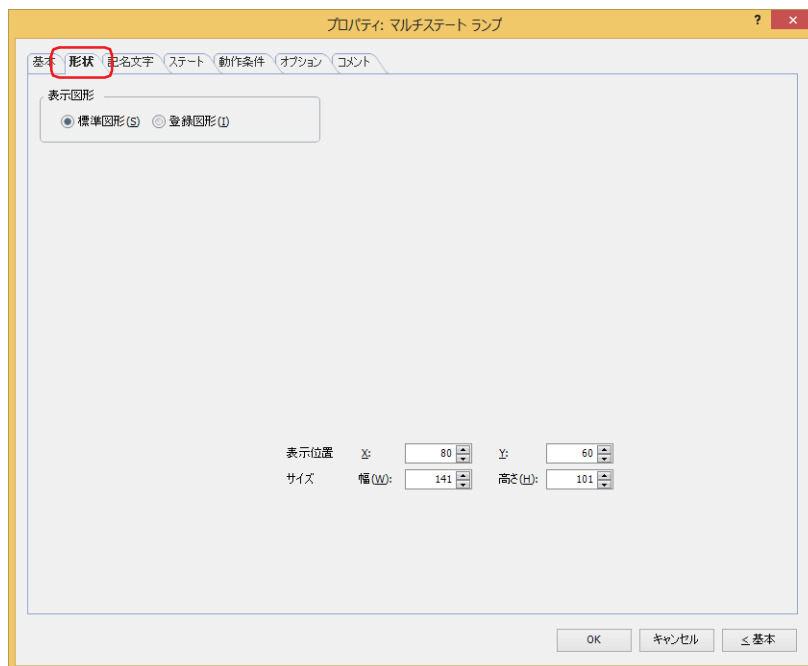 プロパティ: マルチステート ランプ ? ×
基本 形状 記名文字 ステート 動作条件 オプション コメント
表示図形
標準図形(S) 登録図形(I)
表示位置 X: 80 Y: 60
サイズ 幅(W): 141 高さ(H): 101
OK キャンセル < 基本